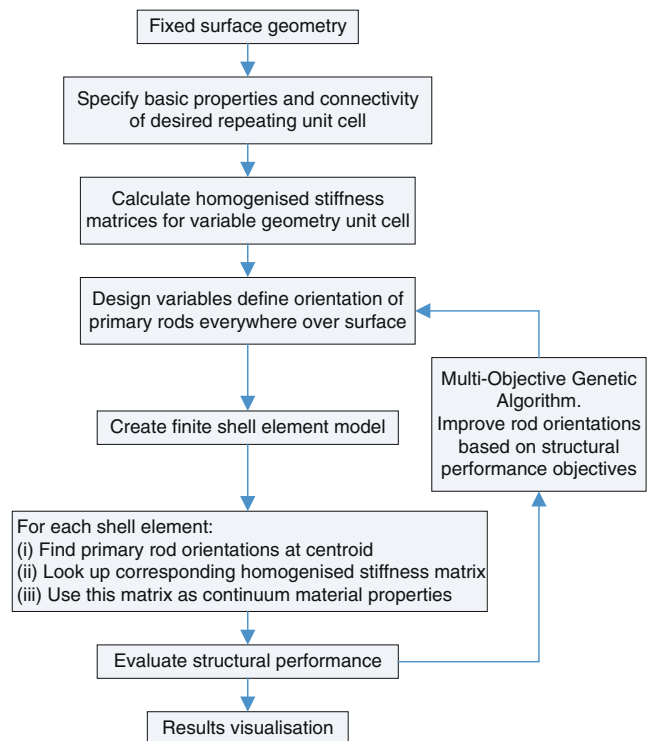 Fixed surface geometry
Specify basic properties and connectivity
of desired repeating unit cell
Calculate homogenised stiffness
matrices for variable geometry unit cell
Design variables define orientation of
primary rods everywhere over surface
Multi-Objective Genetic
Algorithm.
Improve rod orientations
based on structural
performance objectives
Create finite shell element model
For each shell element:
(i) Find primary rod orientations at centroid
(ii) Look up corresponding homogenised stiffness matrix
(iii) Use this matrix as continuum material properties
Evaluate structural performance
Results visualisation